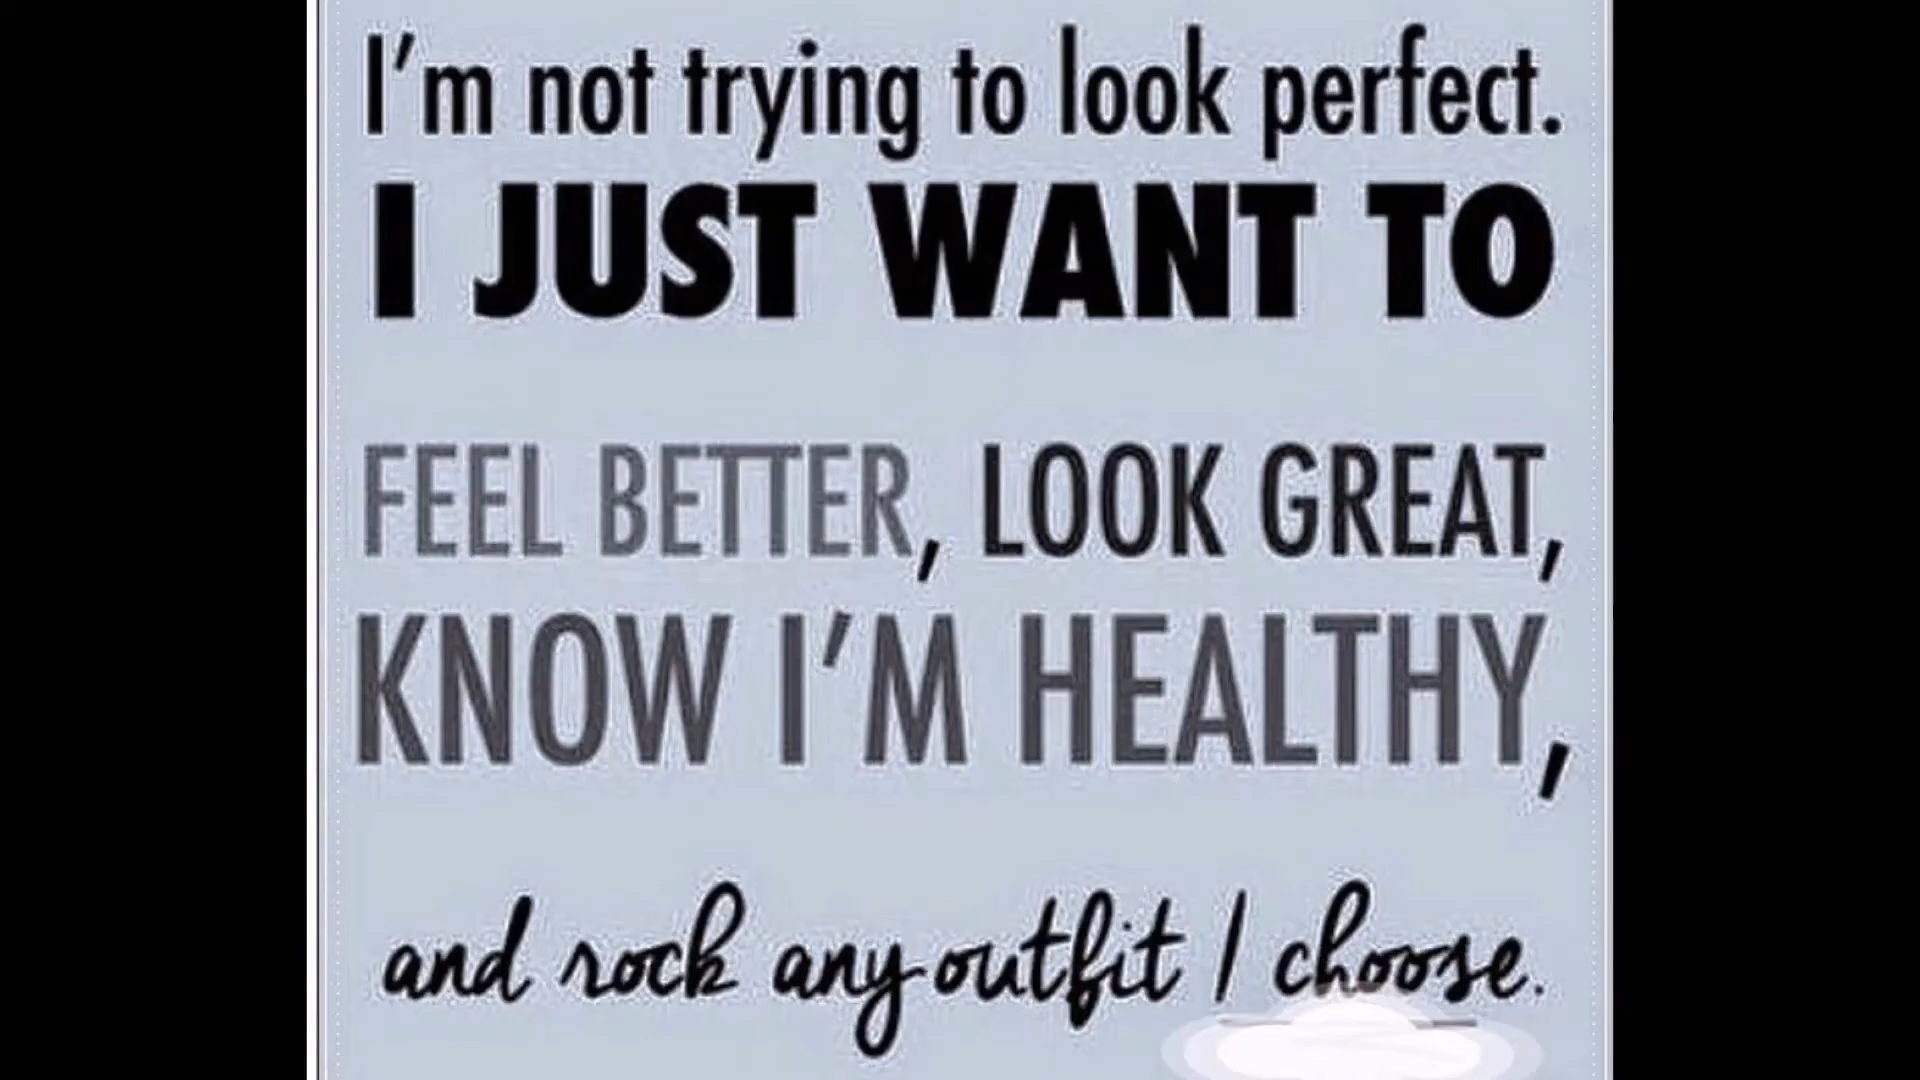 I'm not trying to look perfect.
I JUST WANT TO
FEEL BETTER, LOOK GREAT,
KNOW I'M HEALTHY,
and rock any outfit I choose.